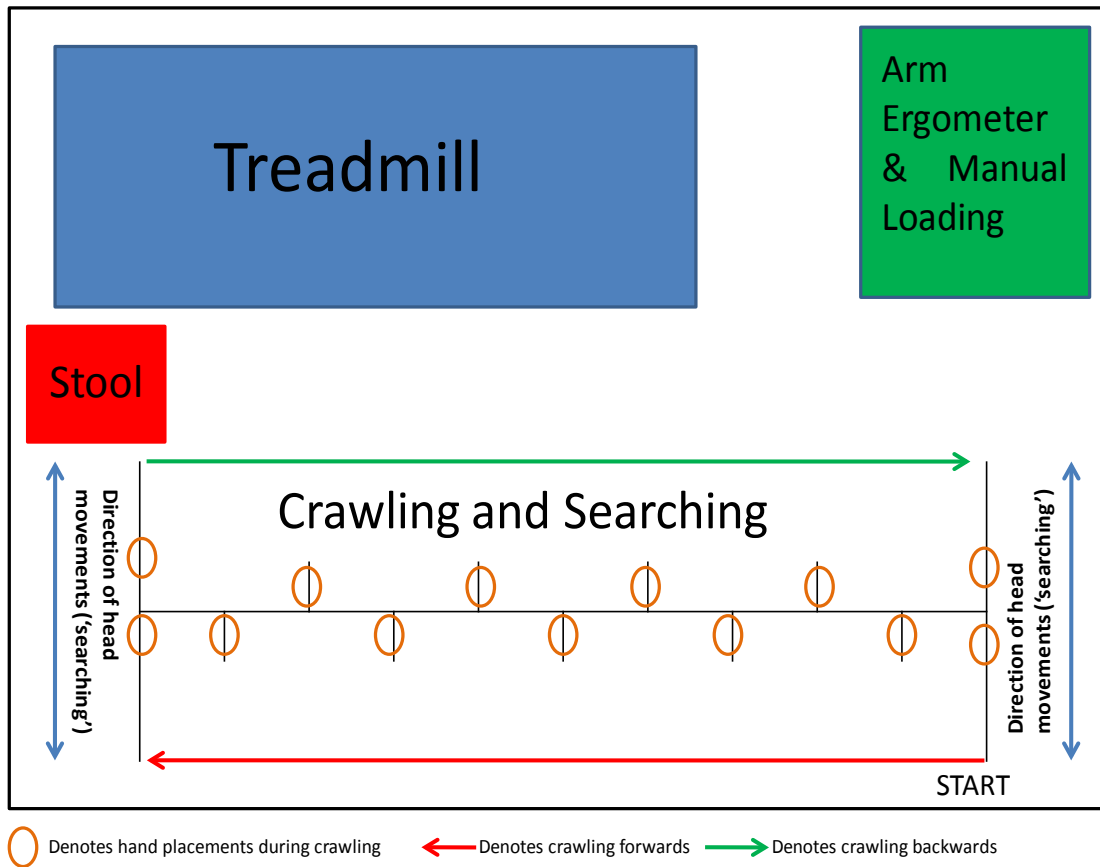 Treadmill
Arm
Ergometer
& Manual
Loading
Stool
Crawling and Searching
Direction of head
movements (‘searching’)
Direction of head
movements (‘searching’)
START
Denotes hand placements during crawling
Denotes crawling forwards
Denotes crawling backwards